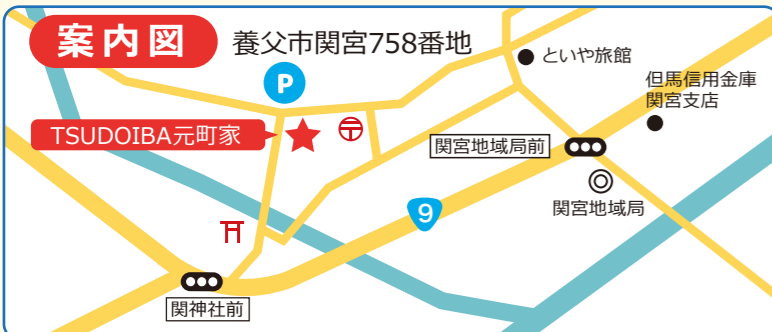 案内図
養父市関宮758番地
P
といや旅館
但馬信用金庫
関宮支店
TSUDOIBA元町家
〒
関宮地域局前
関宮地域局
9
関神社前